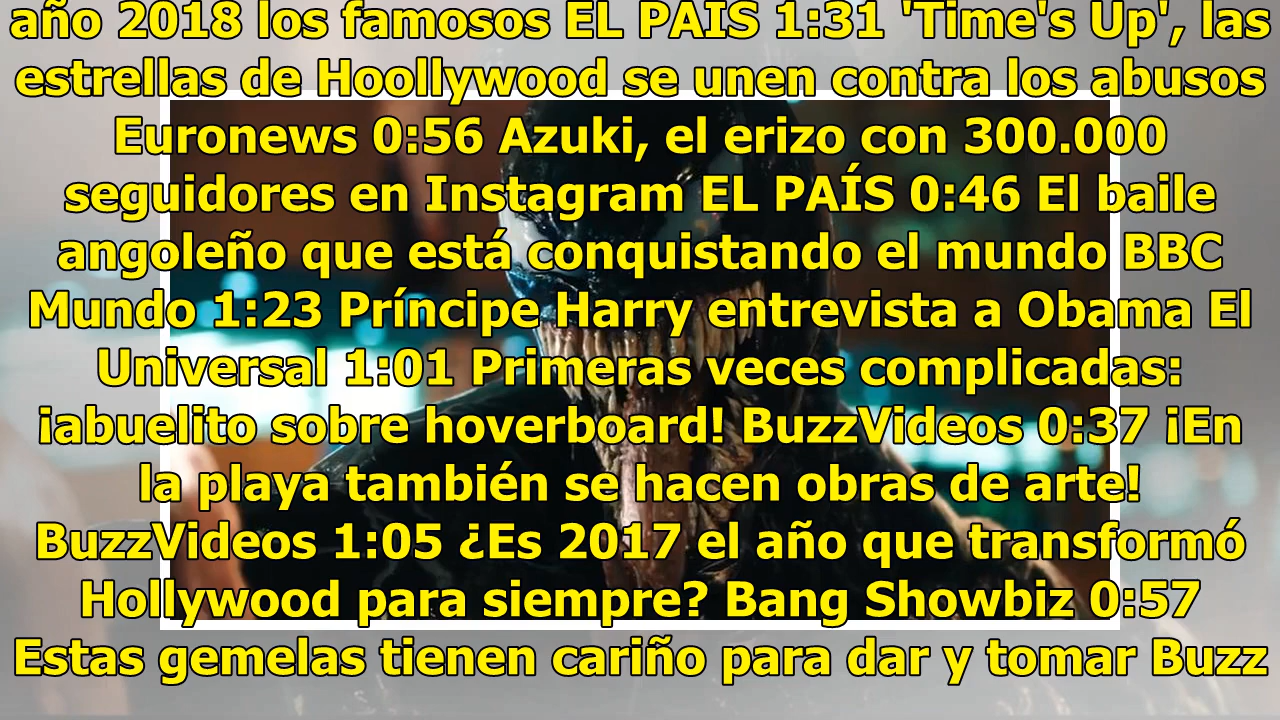 año 2018 los famosos EL PAÍS 1:31 'Time's Up', las
estrellas de Hoollywood se unen contra los abusos
Euronews 0:56 Azuki, el erizo con 300.000
seguidores en Instagram EL PAÍS 0:46 El baile
angoleño que está conquistando el mundo BBC
Mundo 1:23 Príncipe Harry entrevista a Obama El
Universal 1:01 Primeras veces complicadas:
¡abuelito sobre hoverboard! BuzzVideos 0:37 ¡En
la playa también se hacen obras de arte!
BuzzVideos 1:05 ¿Es 2017 el año que transformó
Hollywood para siempre? Bang Showbiz 0:57
Estas gemelas tienen cariño para dar y tomar Buzz